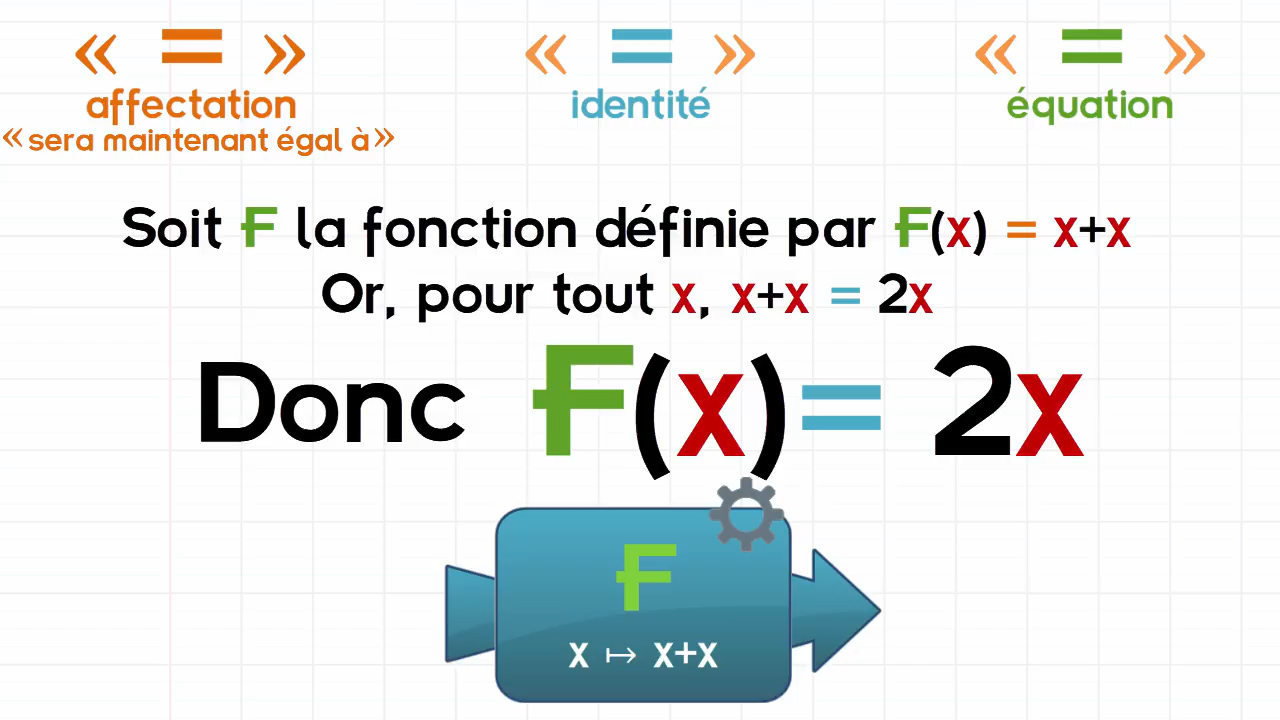 « = » « = » « = »
affectation identité équation
«sera maintenant égal à»
Soit F la fonction définie par F(x) = x+x
Or, pour tout x, x+x = 2x
Donc F(x) = 2x
F
x ↦ x+x